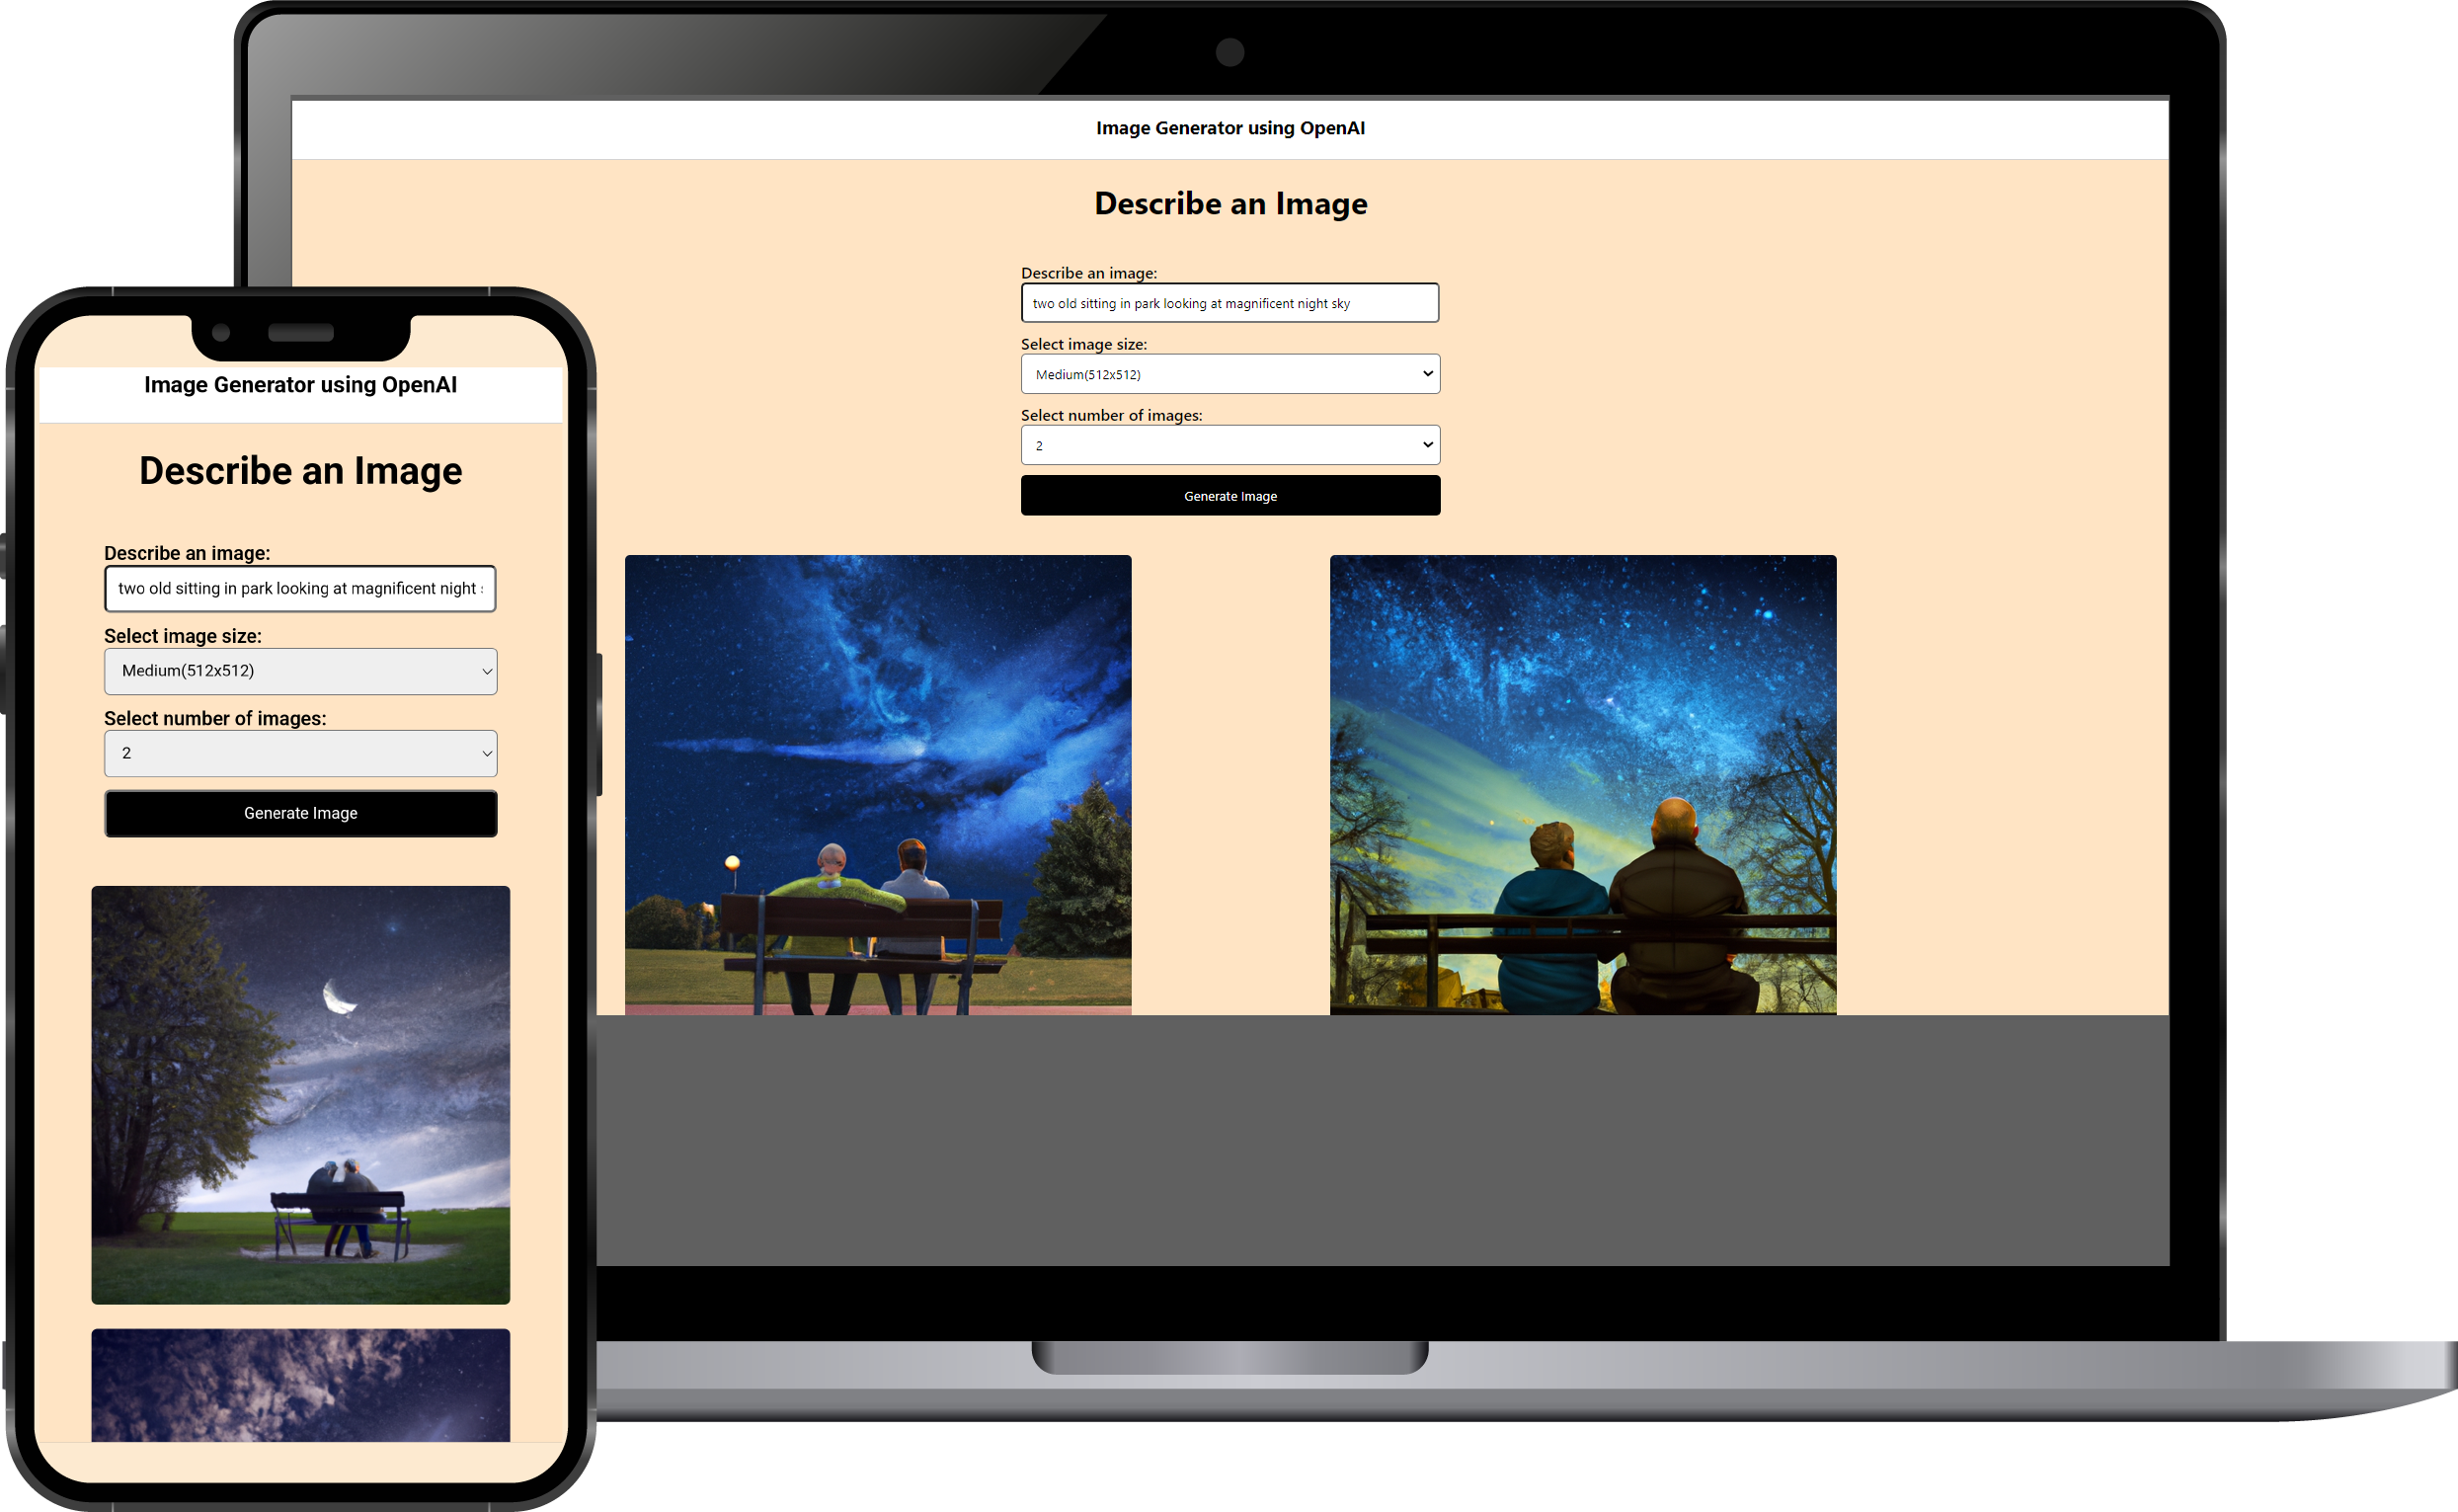 Image Generator using OpenAI
Describe an Image
Describe an image:
two old sitting in park looking at magnificent night sky
Select image size:
Medium(512x512)
Select number of images:
2
Generate Image
Image Generator using OpenAI
Describe an Image
Describe an image:
two old sitting in park looking at magnificent night
Select image size:
Medium(512x512)
Select number of images:
2
Generate Image